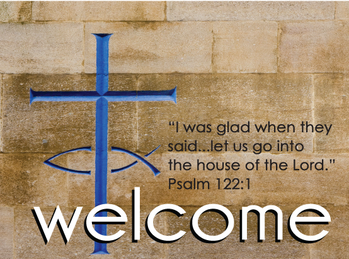 “I was glad when they
said...let us go into
the house of the Lord.”
Psalm 122:1
welcome